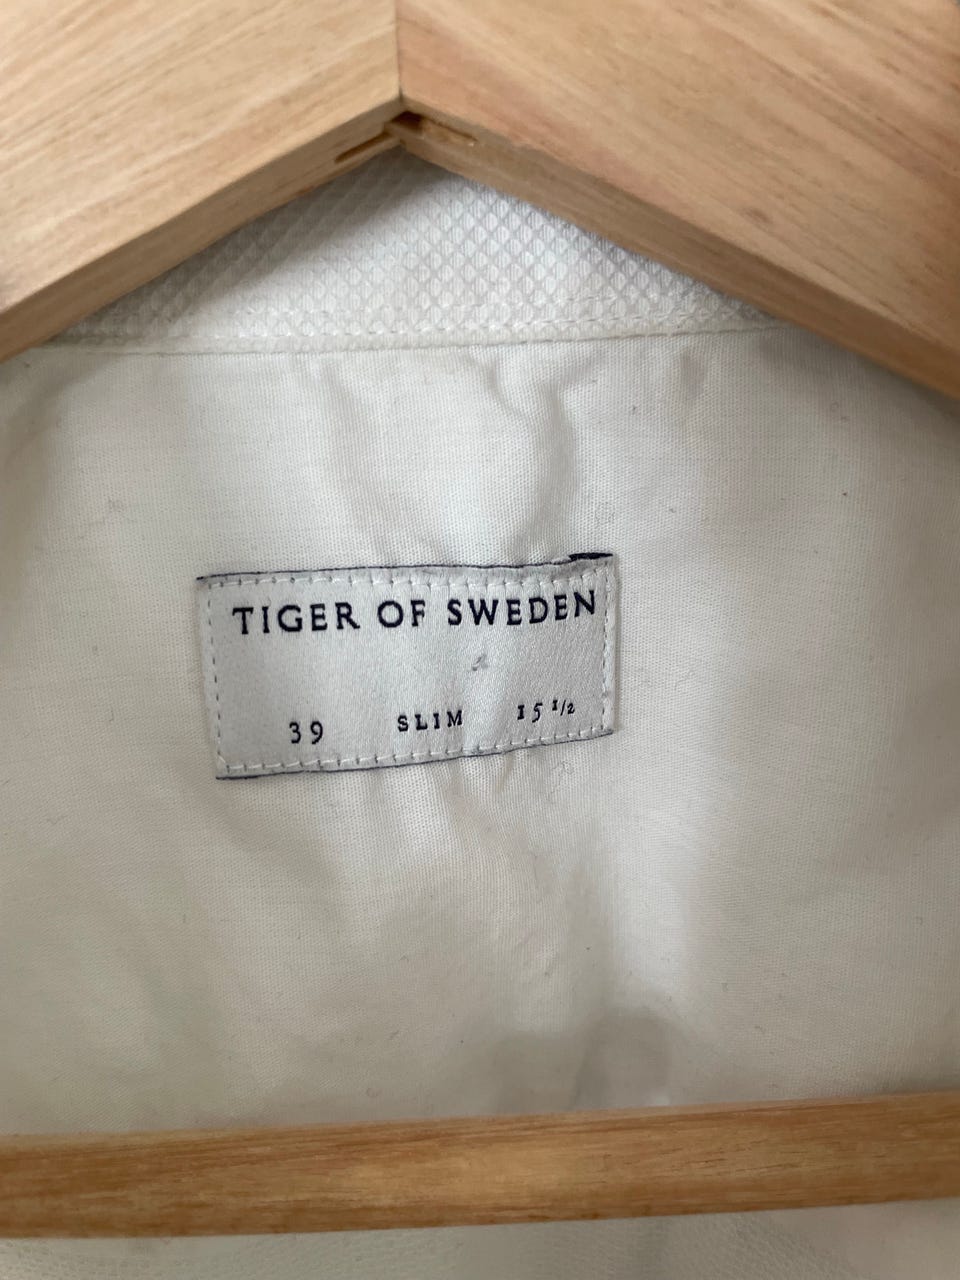 TIGER OF SWEDEN
39 SLIM 15 1/2